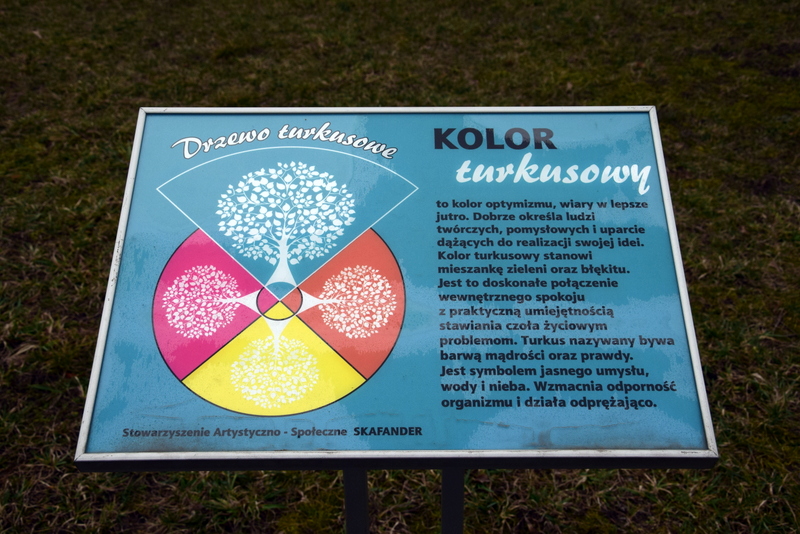 Drzewo turkusowe
KOLOR
turkusowy
to kolor optymizmu, wiary w lepsze
jutro. Dobrze określa ludzi
twórczych, pomysłowych i uparcie
dążących do realizacji swojej idei.
Kolor turkusowy stanowi
mieszankę zieleni oraz błękitu.
Jest to doskonałe połączenie
wewnętrznego spokoju
z praktyczną umiejętnością
stawiania czoła życiowym
problemom. Turkus nazywany bywa
barwą mądrości oraz prawdy.
Jest symbolem jasnego umysłu,
wody i nieba. Wzmacnia odporność
organizmu i działa odprężająco.
Stowarzyszenie Artystyczno - Społeczne SKAFANDER